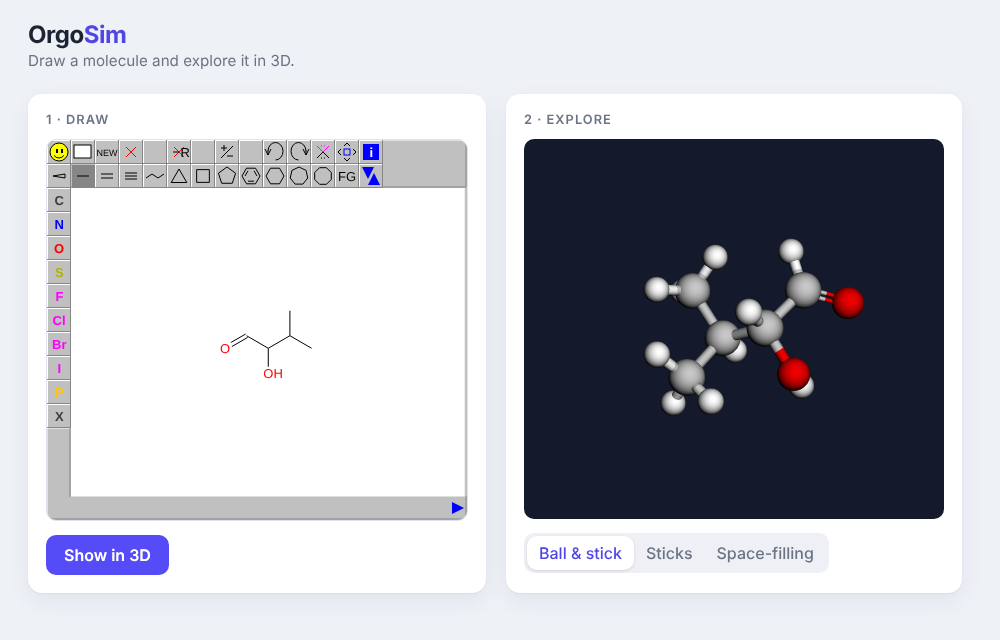 OrgoSim
Draw a molecule and explore it in 3D.
1 · DRAW
NEW
R
i
FG
C
N
O
S
F
Cl
Br
I
P
X
O
OH
Show in 3D
2 · EXPLORE
Ball & stick Sticks Space-filling